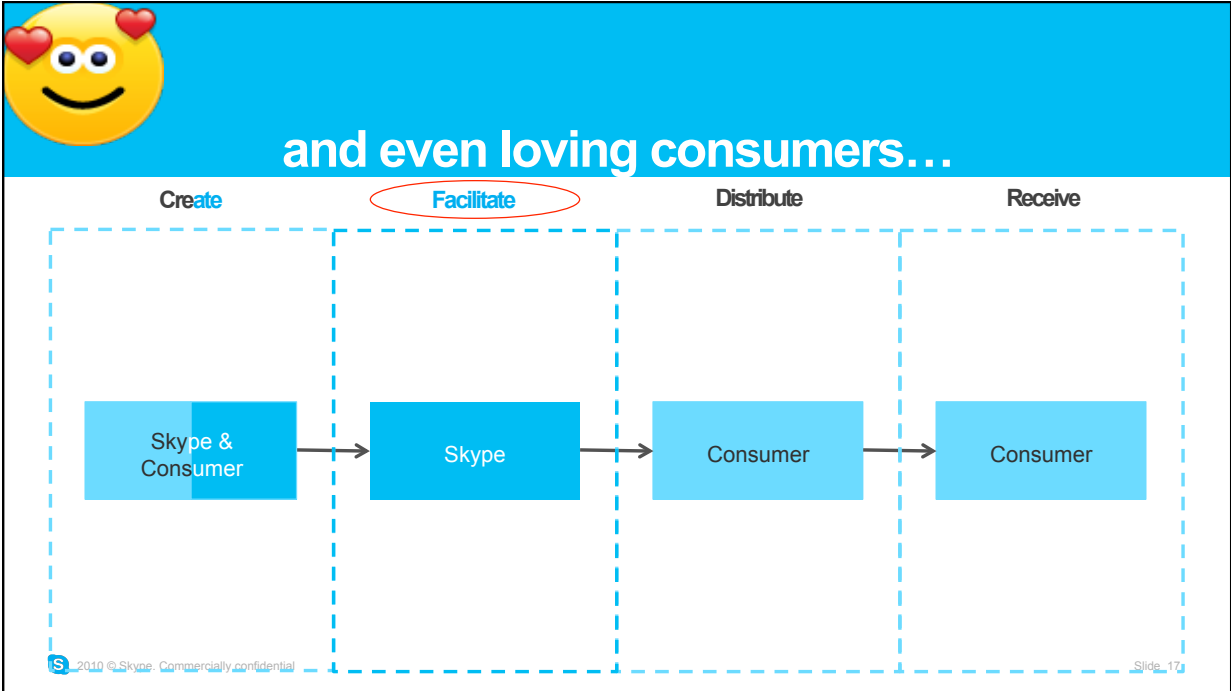 and even loving consumers…
Create
Facilitate
Distribute
Receive
Skype &
Consumer
Skype
Consumer
Consumer
S
2010 © Skype. Commercially confidential
Slide 17